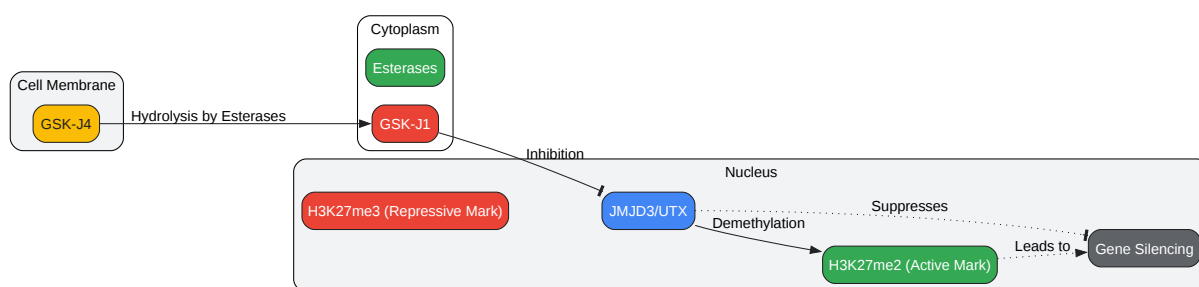 Cytoplasm
Esterases
Cell Membrane
GSK-J4
Hydrolysis by Esterases
GSK-J1
Inhibition
Nucleus
H3K27me3 (Repressive Mark)
JMJD3/UTX
Suppresses
Demethylation
Leads to
Gene Silencing
H3K27me2 (Active Mark)